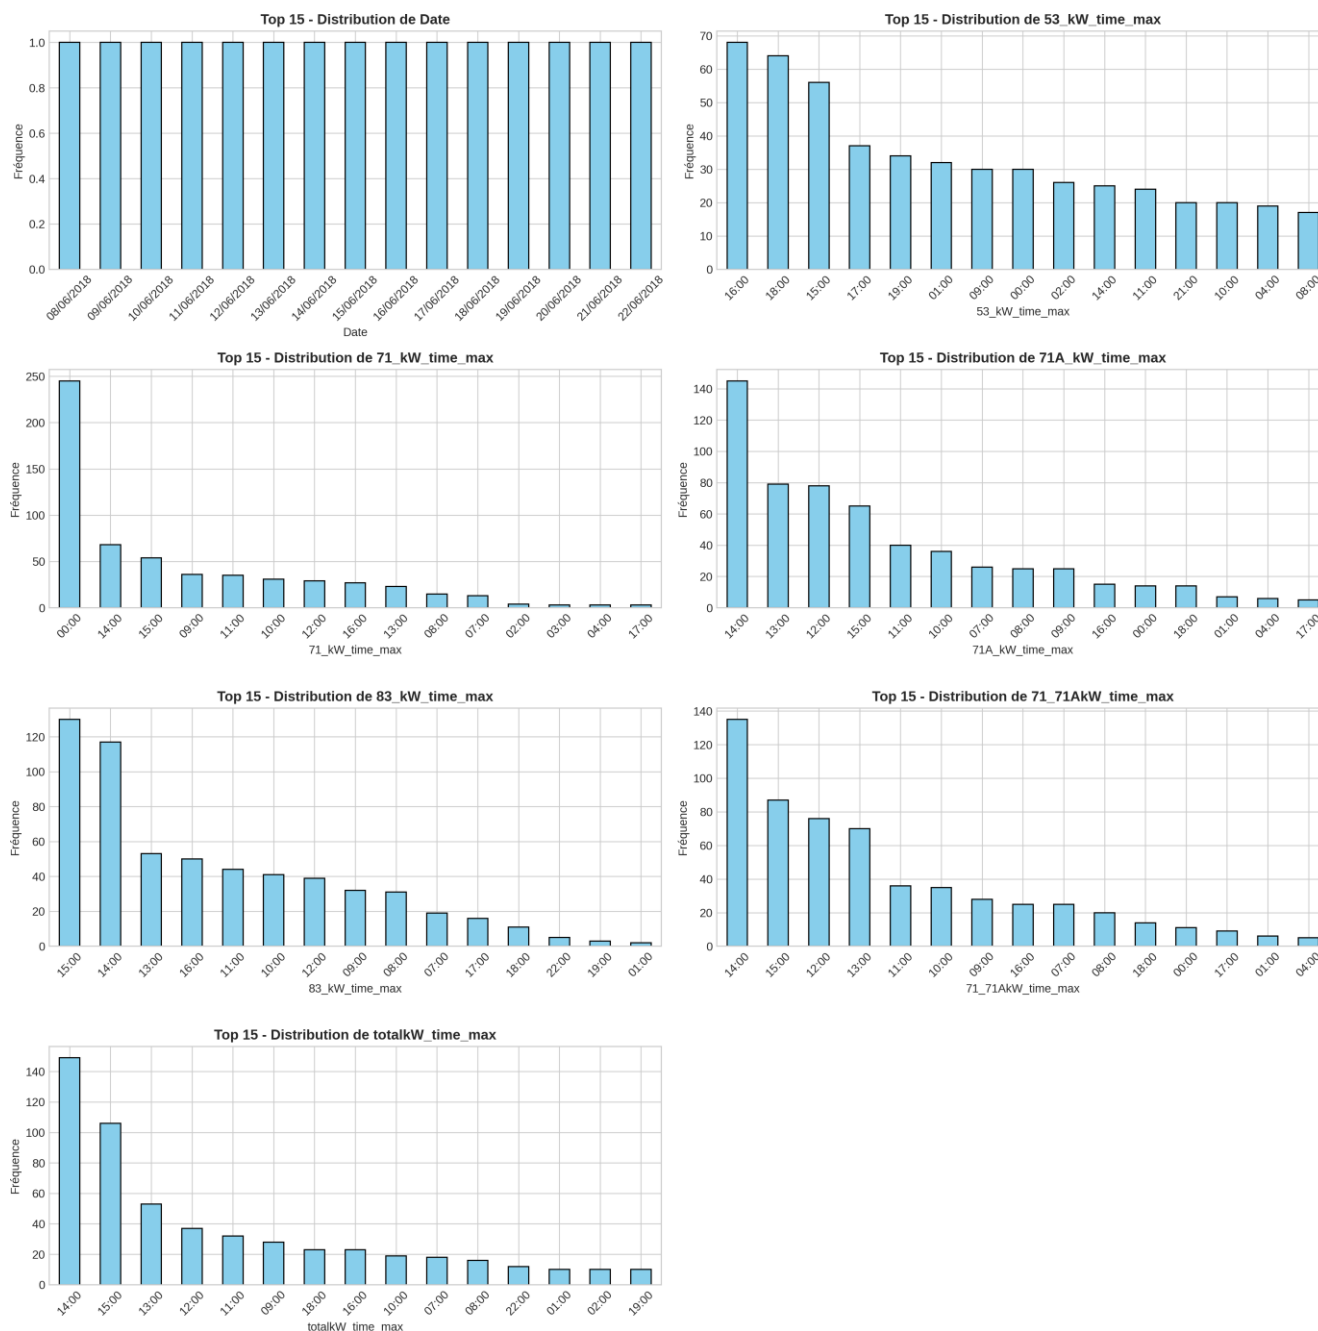 Top 15 - Distribution de Date
1.0
0.8
0.6
0.4
0.2
0.0
Fréquence
08/06/2018 09/06/2018 10/06/2018 11/06/2018 12/06/2018 13/06/2018 14/06/2018 15/06/2018 16/06/2018 17/06/2018 18/06/2018 19/06/2018 20/06/2018 21/06/2018 22/06/2018
Date
Top 15 - Distribution de 53_kW_time_max
70
60
50
40
30
20
10
0
Fréquence
16:00 18:00 15:00 17:00 19:00 01:00 09:00 00:00 02:00 14:00 11:00 21:00 10:00 04:00 08:00
53_kW_time_max
Top 15 - Distribution de 71_kW_time_max
250
200
150
100
50
0
Fréquence
00:00 14:00 15:00 09:00 11:00 10:00 12:00 16:00 13:00 08:00 07:00 02:00 03:00 04:00 17:00
71_kW_time_max
Top 15 - Distribution de 71A_kW_time_max
140
120
100
80
60
40
20
0
Fréquence
14:00 13:00 12:00 15:00 11:00 10:00 07:00 08:00 09:00 16:00 00:00 18:00 01:00 04:00 17:00
71A_kW_time_max
Top 15 - Distribution de 83_kW_time_max
120
100
80
60
40
20
0
Fréquence
15:00 14:00 13:00 16:00 11:00 10:00 12:00 09:00 08:00 07:00 17:00 18:00 22:00 19:00 01:00
83_kW_time_max
Top 15 - Distribution de 71_71AkW_time_max
140
120
100
80
60
40
20
0
Fréquence
14:00 15:00 12:00 13:00 11:00 10:00 09:00 16:00 07:00 08:00 18:00 00:00 17:00 01:00 04:00
71_71AkW_time_max
Top 15 - Distribution de totalkW_time_max
140
120
100
80
60
40
20
0
Fréquence
14:00 15:00 13:00 12:00 11:00 09:00 18:00 16:00 10:00 07:00 08:00 22:00 01:00 02:00 19:00
totalkW_time_max